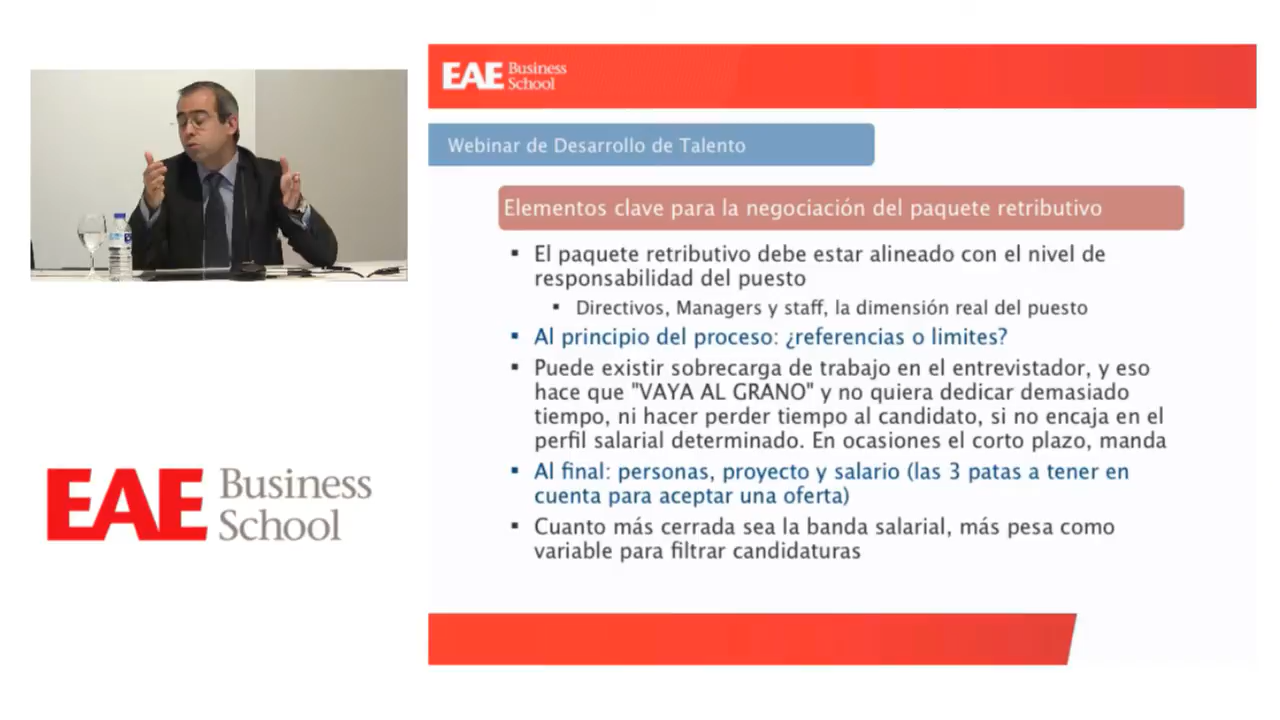 EAE Business
School
Webinar de Desarrollo de Talento
Elementos clave para la negociación del paquete retributivo
▪ El paquete retributivo debe estar alineado con el nivel de
responsabilidad del puesto
▪ Directivos, Managers y staff, la dimensión real del puesto
▪ Al principio del proceso: ¿referencias o limites?
▪ Puede existir sobrecarga de trabajo en el entrevistador, y eso
hace que "VAYA AL GRANO" y no quiera dedicar demasiado
tiempo, ni hacer perder tiempo al candidato, si no encaja en el
perfil salarial determinado. En ocasiones el corto plazo, manda
▪ Al final: personas, proyecto y salario (las 3 patas a tener en
cuenta para aceptar una oferta)
▪ Cuanto más cerrada sea la banda salarial, más pesa como
variable para filtrar candidaturas
EAE Business
School